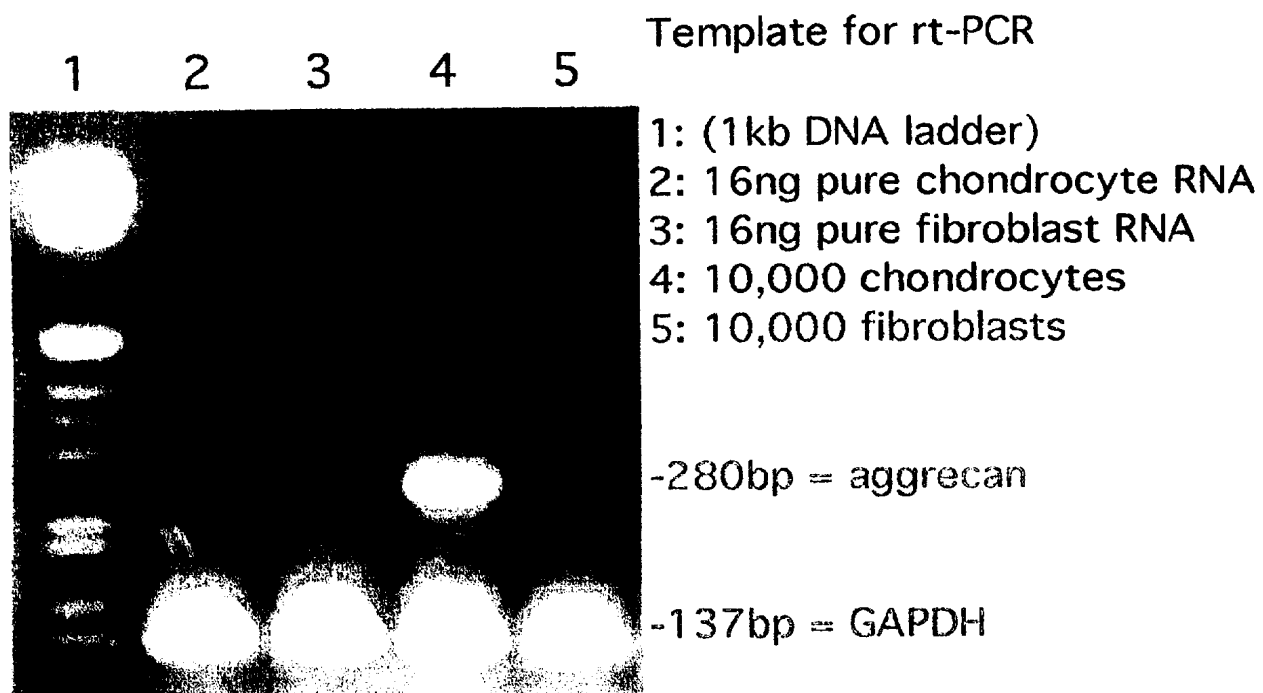 Template for rt-PCR
1 2 3 4 5
1: (1kb DNA ladder)
2: 16ng pure chondrocyte RNA
3: 16ng pure fibroblast RNA
4: 10,000 chondrocytes
5: 10,000 fibroblasts
-280bp = aggrecan
-137bp = GAPDH